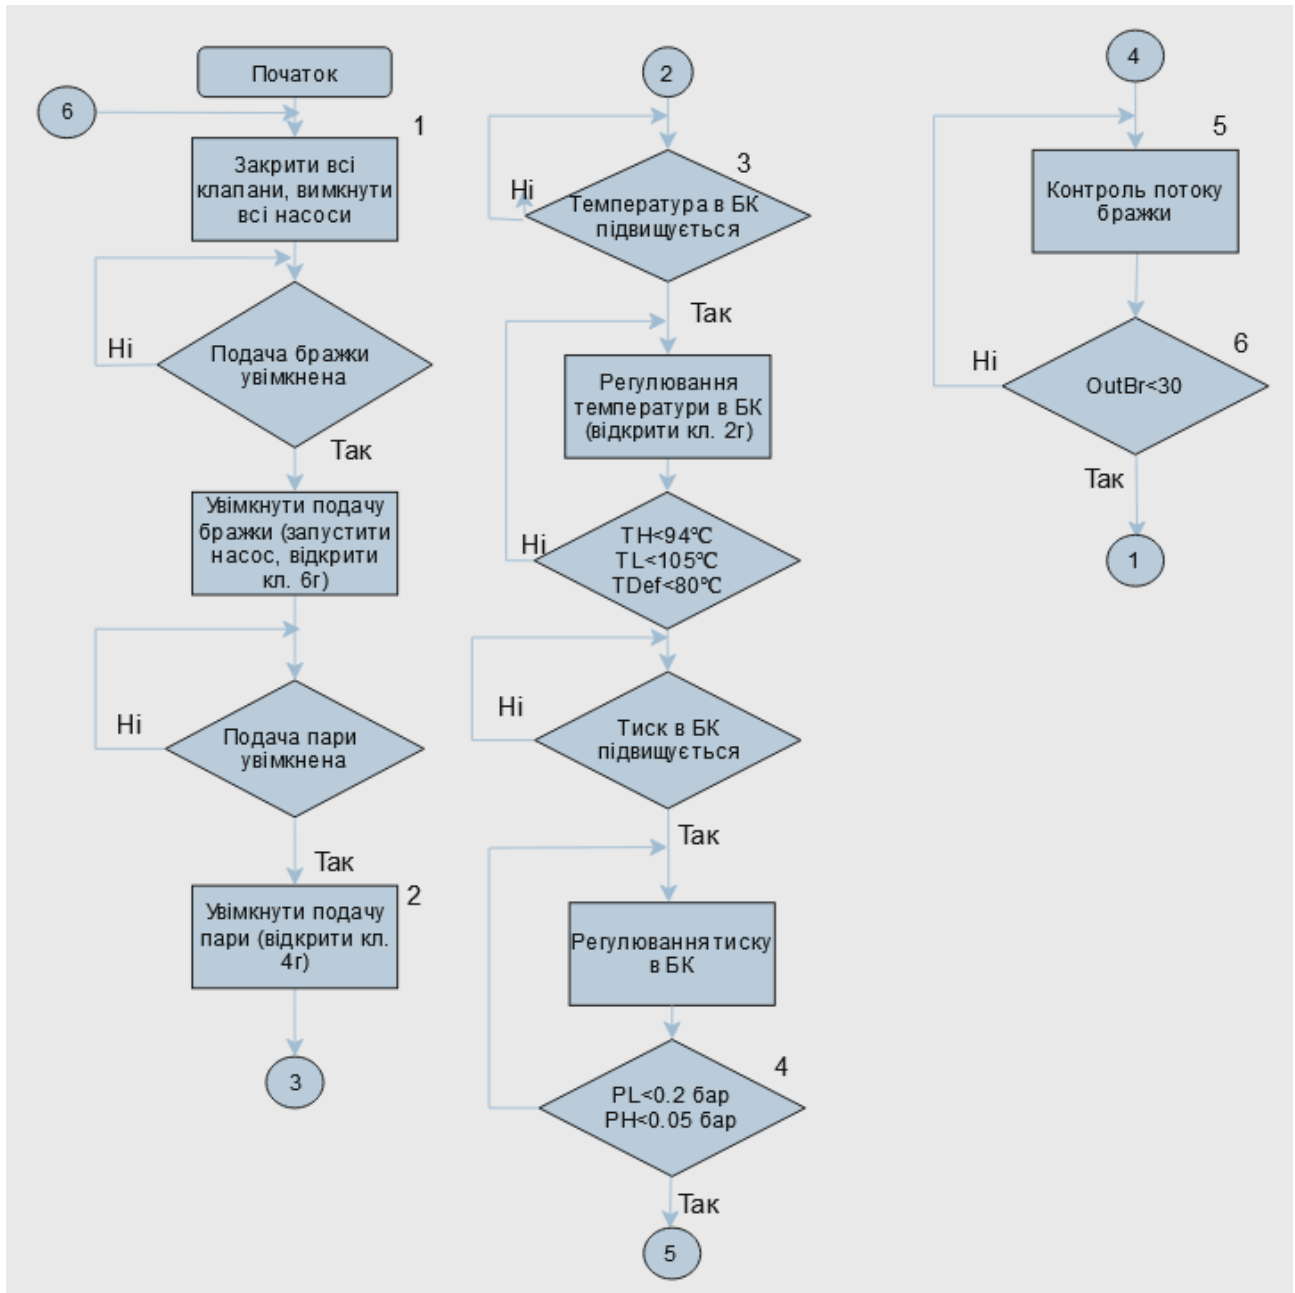 Початок
6
1
Закрити всі
клапани, вимкнути
всі насоси
Ні
Подача бражки
увімкнена
Так
Увімкнути подачу
бражки (запустити
насос, відкрити
кл. 6г)
Ні
Подача пари
увімкнена
Так
2
Увімкнути подачу
пари (відкрити кл.
4г)
3
2
3
Ні
Температура в БК
підвищується
Так
Регулювання
температури в БК
(відкрити кл. 2г)
Ні
TH<94℃
TL<105℃
TDef<80℃
Ні
Тиск в БК
підвищується
Так
Регулювання тиску
в БК
4
PL<0.2 бар
PH<0.05 бар
Так
5
4
5
Контроль потоку
бражки
6
Ні
OutBr<30
Так
1